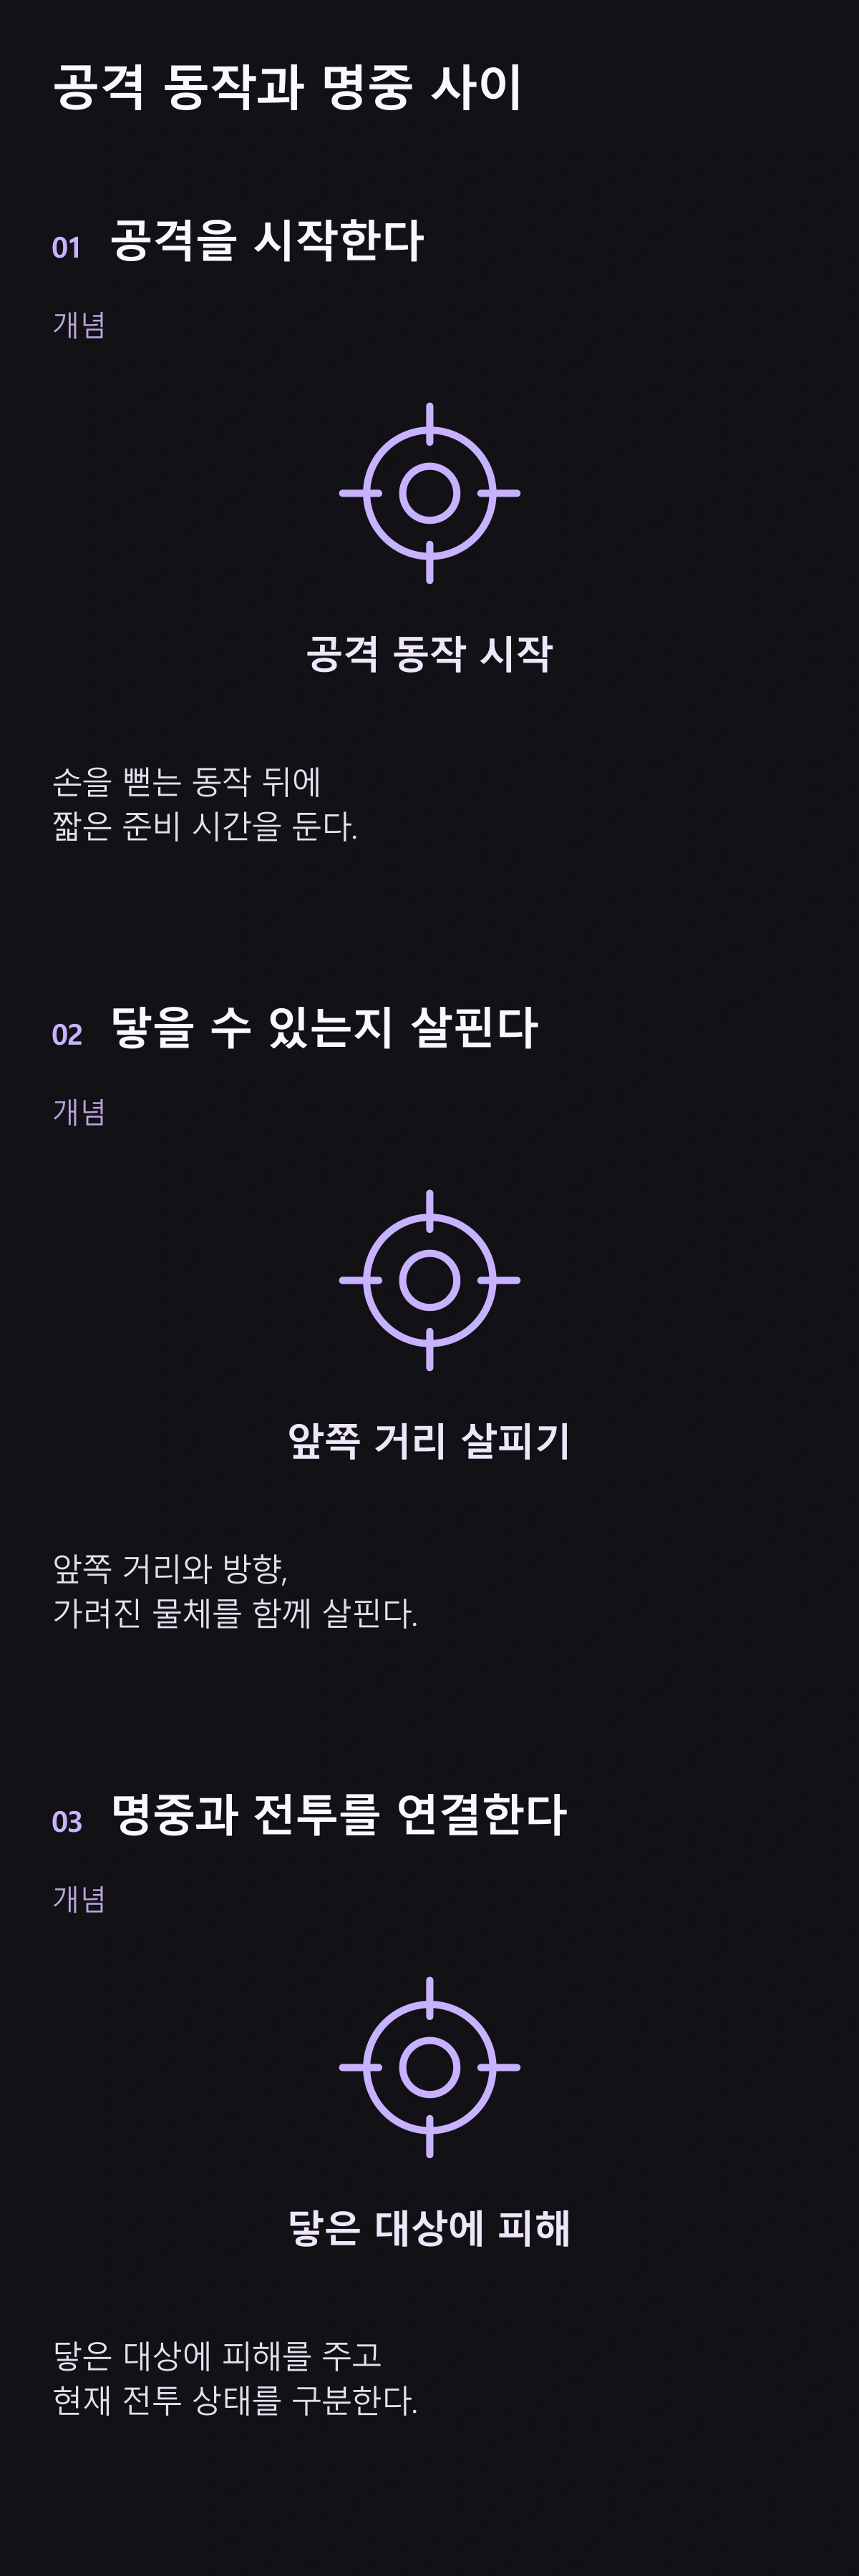 공격 동작과 명중 사이
01 공격을 시작한다
개념
공격 동작 시작
손을 뻗는 동작 뒤에
짧은 준비 시간을 둔다.
02 닿을 수 있는지 살핀다
개념
앞쪽 거리 살피기
앞쪽 거리와 방향,
가려진 물체를 함께 살핀다.
03 명중과 전투를 연결한다
개념
닿은 대상에 피해
닿은 대상에 피해를 주고
현재 전투 상태를 구분한다.